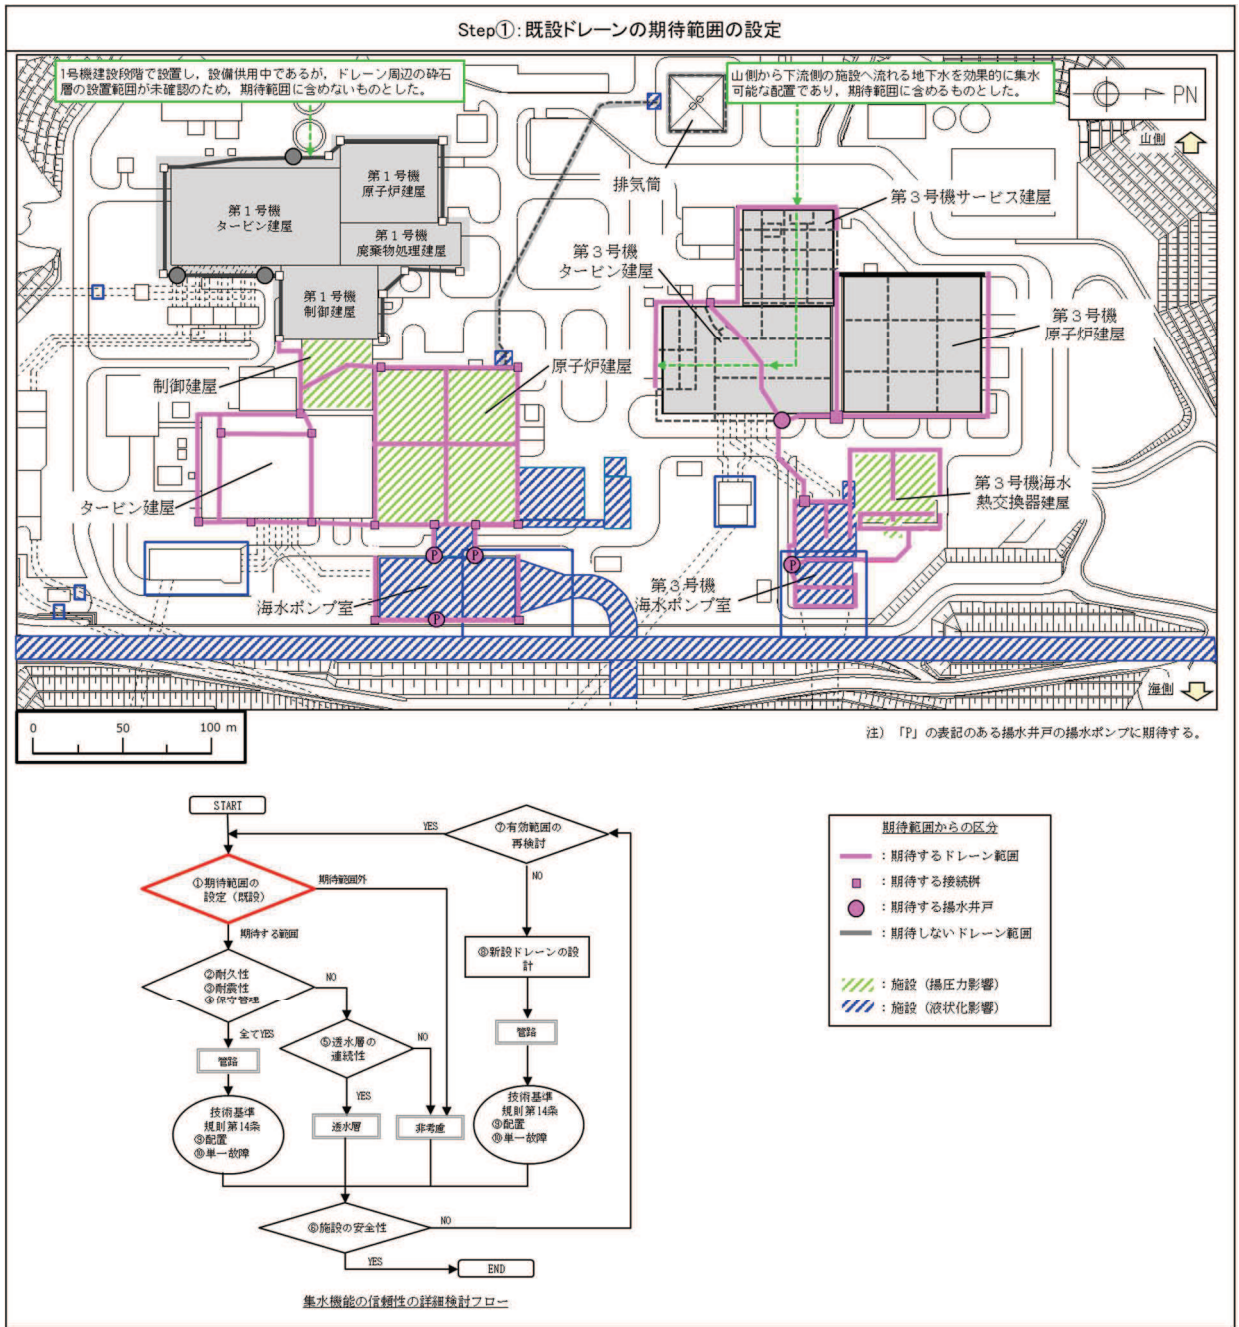 Step①:既設ドレーンの期待範囲の設定
1号機建設段階で設置し，設備供用中であるが，ドレーン周辺の砕石
層の設置範囲が未確認のため，期待範囲に含めないものとした。
山側から下流側の施設へ流れる地下水を効果的に集水
可能な配置であり，期待範囲に含めるものとした。
PN
山側
排気筒
第１号機
原子炉建屋
第１号機
タービン建屋
第１号機
廃棄物処理建屋
第１号機
制御建屋
第３号機サービス建屋
第３号機
タービン建屋
第３号機
原子炉建屋
制御建屋
原子炉建屋
タービン建屋
第３号機海水
熱交換器建屋
P
P
P
P
海水ポンプ室
第３号機
海水ポンプ室
海側
0
50
100 m
注）「P」の表記のある揚水井戸の揚水ポンプに期待する。
START
YES
⑦有効範囲の
再検討
①期待範囲の
設定（既設）
期待範囲外
NO
期待する範囲
⑧新設ドレーンの設
計
②耐久性
③耐震性
④保守管理
NO
全てYES
管路
⑤透水層の
連続性
NO
管路
YES
技術基準
規則第14条
⑨配置
⑩単一故障
透水層
非考慮
技術基準
規則第14条
⑨配置
⑩単一故障
⑥施設の安全性
NO
YES
END
集水機能の信頼性の詳細検討フロー
期待範囲からの区分
：期待するドレーン範囲
：期待する接続桝
：期待する揚水井戸
：期待しないドレーン範囲
：施設（揚圧力影響）
：施設（液状化影響）